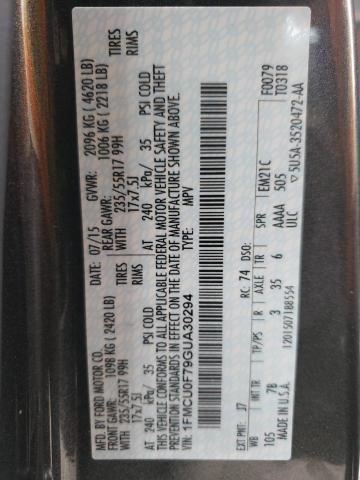 MFD. BY FORD MOTOR CO.
DATE: 07/15 GVWR: 2096 KG ( 4620 LB)
FRONT GAWR: 1098 KG (2420 LB) REAR GAWR: 1006 KG (2218 LB)
WITH TIRES WITH TIRES
235/55R17 99H RIMS 235/55R17 99H RIMS
17x7.5J 17x7.5J
AT 240 kPa/ 35 PSI COLD AT 240 kPa/ 35 PSI COLD
THIS VEHICLE CONFORMS TO ALL APPLICABLE FEDERAL MOTOR VEHICLE SAFETY AND THEFT
PREVENTION STANDARDS IN EFFECT ON THE DATE OF MANUFACTURE SHOWN ABOVE.
VIN: 1FMCU0F79GUA30294 MPV
F0079
T0318
EXT PNT: J7 RC: 74 DSO: EM21C
WB INT TR TP/PS R AXLE TR SPR
105 7B 3 35 6 AAAA 5D5
ULC
MADE IN U.S.A. 1201507188554 ▽5U5A-3520472-AA